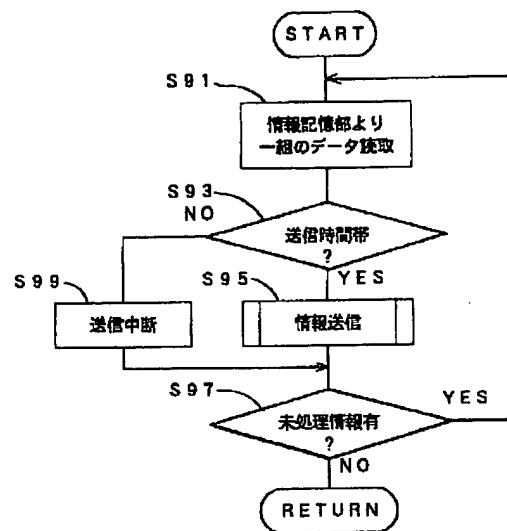 START
S91
情報記憶部より
一組のデータ読取
S93
NO
送信時間帯
?
YES
S99
S95
送信中断
情報送信
S97
YES
未処理情報有
?
NO
RETURN